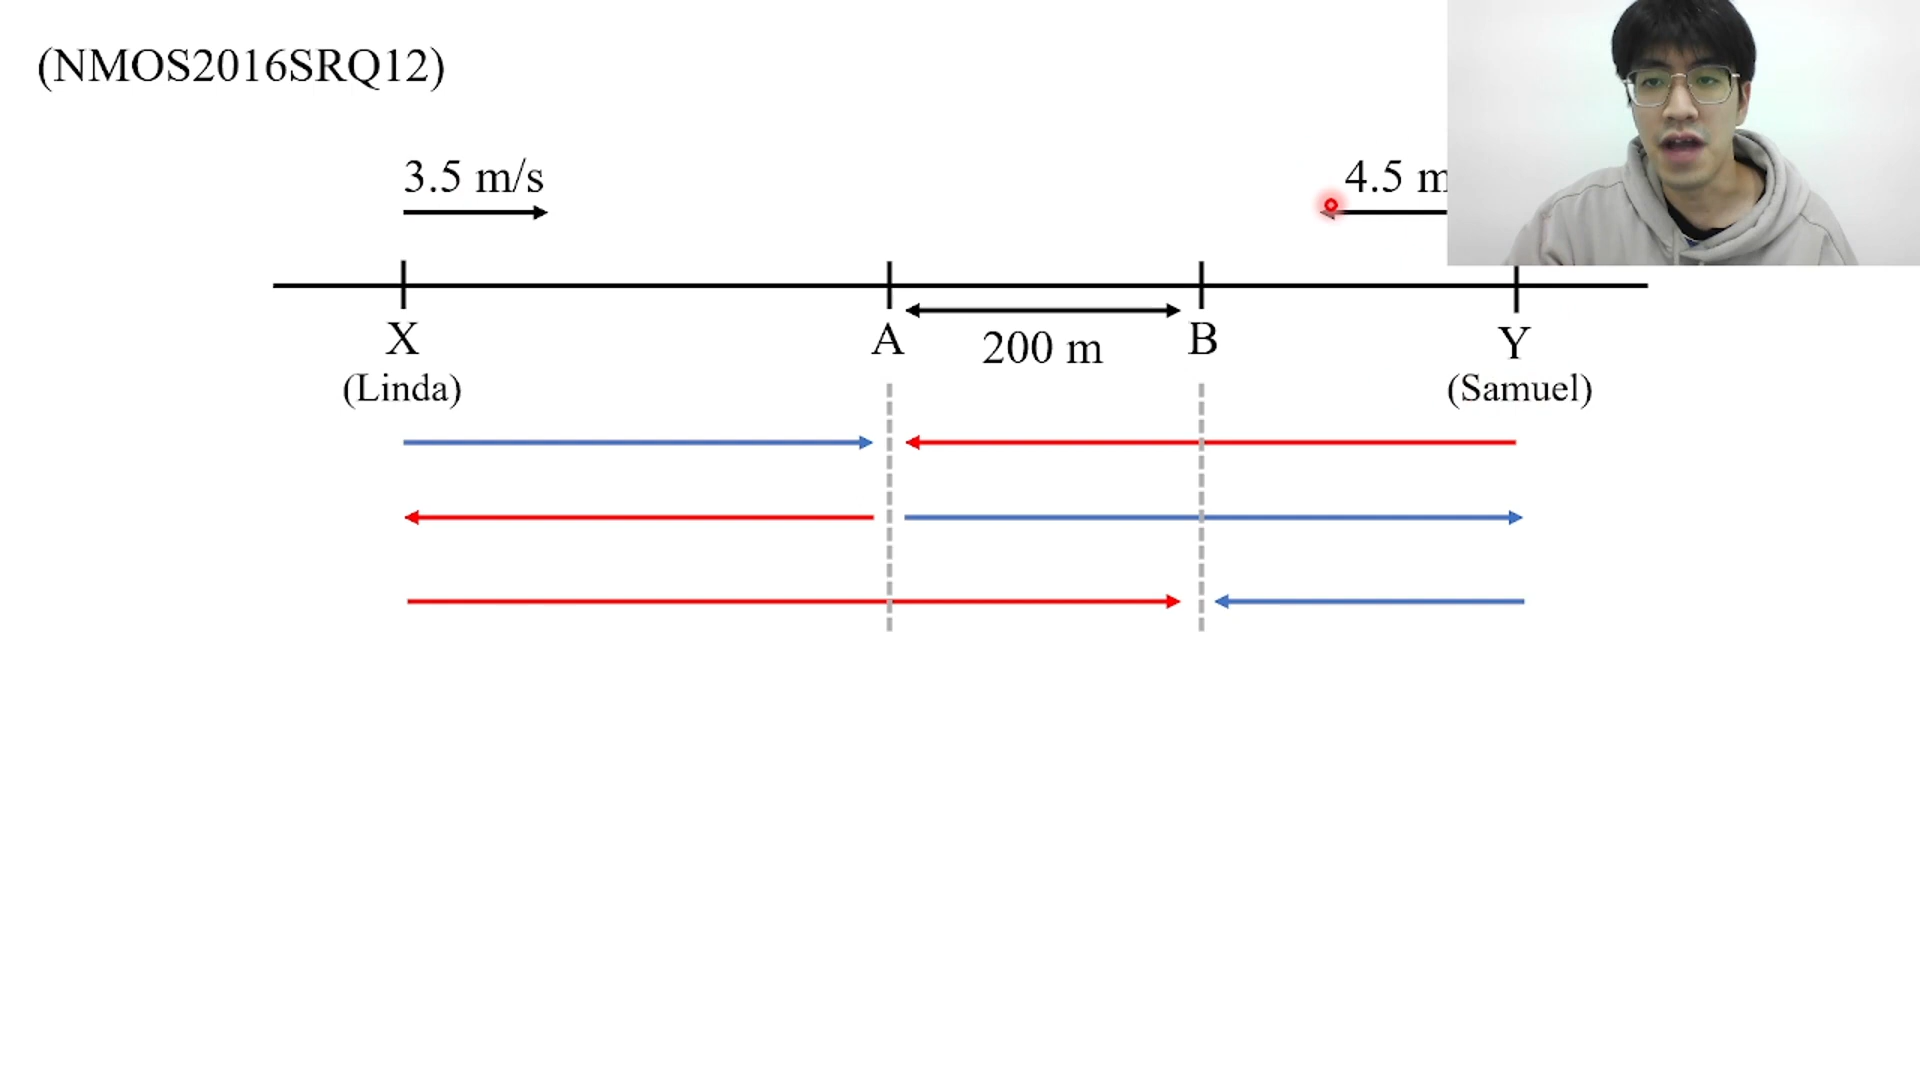 (NMOS2016SRQ12)
3.5 m/s
4.5 m
X
A
B
Y
200 m
(Linda)
(Samuel)